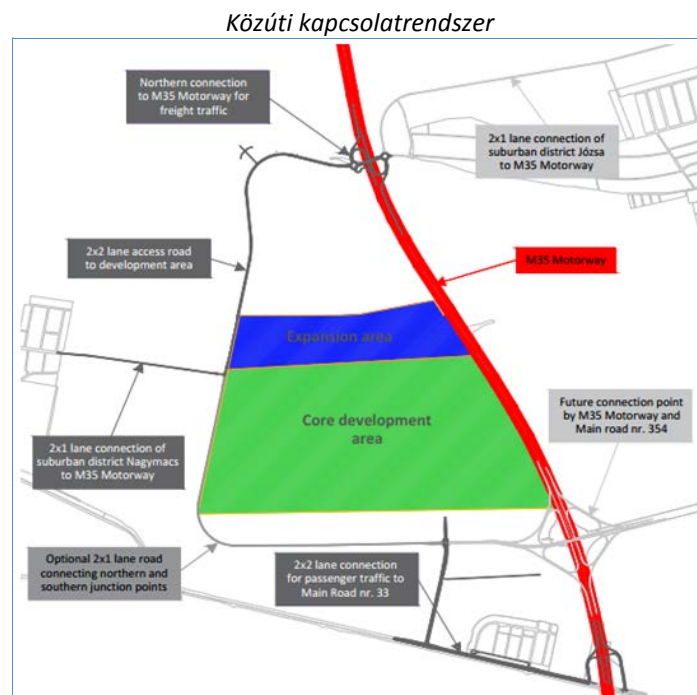 Közúti kapcsolatrendszer
Northern connection
to M35 Motorway for
freight traffic
2x1 lane connection of
suburban district Józsa
to M35 Motorway
2x2 lane access road
to development area
M35 Motorway
Expansion area
Future connection point
by M35 Motorway and
Main road nr. 354
Core development
area
2x1 lane connection of
suburban district Nagymacs
to M35 Motorway
Optional 2x1 lane road
connecting northern and
southern junction points
2x2 lane connection
for passenger traffic to
Main Road nr. 33